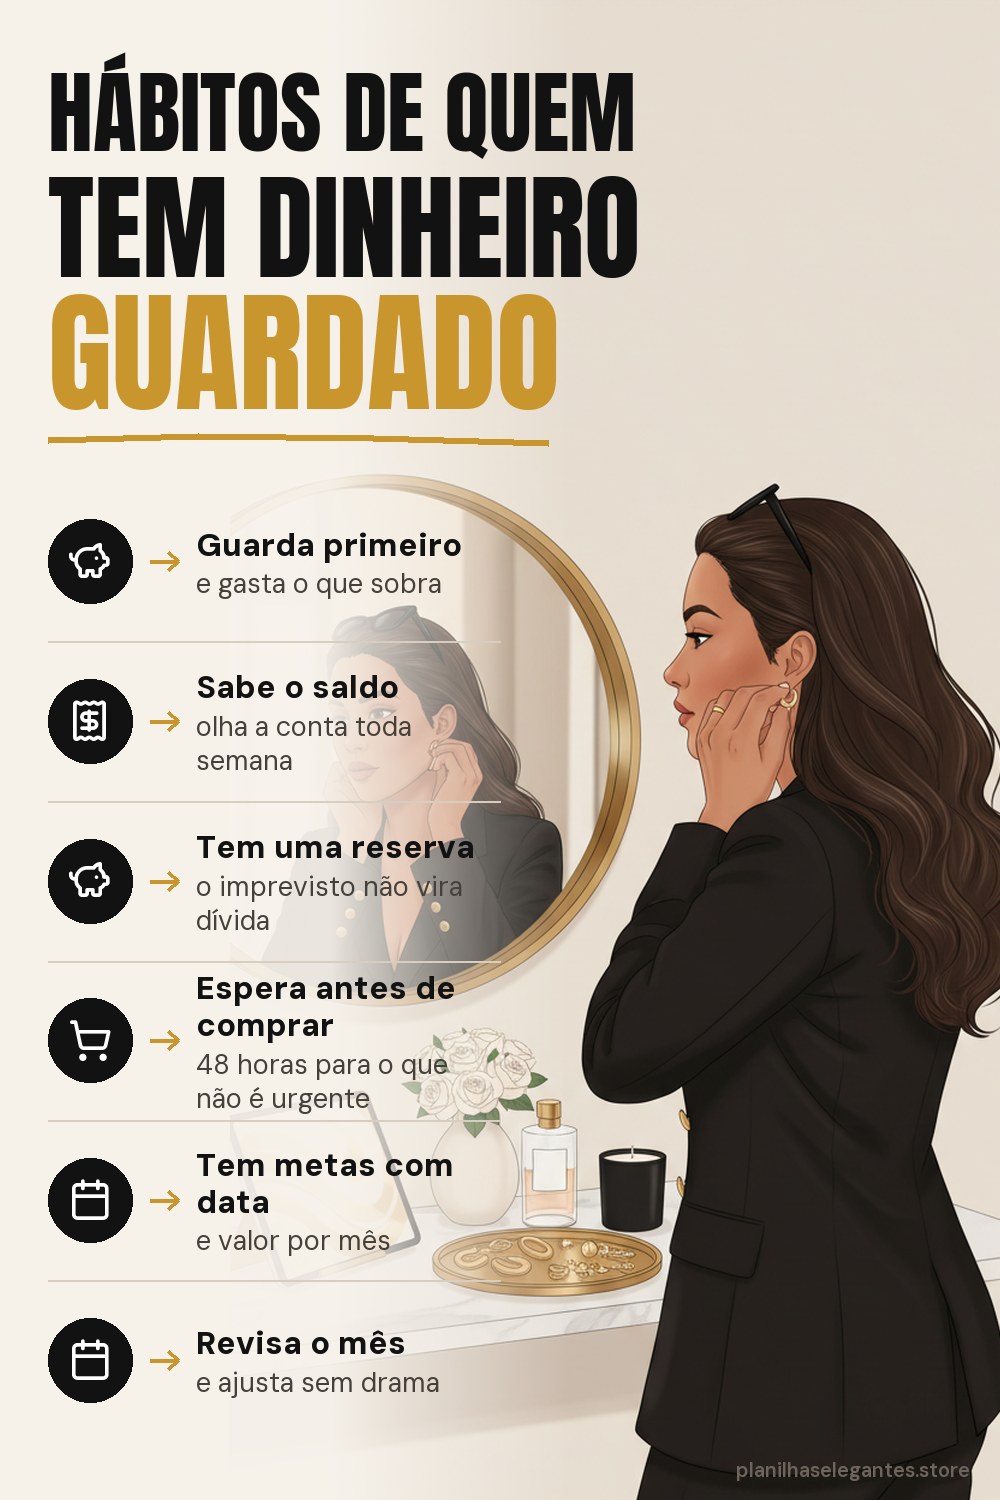 HÁBITOS DE QUEM
TEM DINHEIRO
GUARDADO
Guarda primeiro
e gasta o que sobra
Sabe o saldo
olha a conta toda
semana
Tem uma reserva
o imprevisto não vira
dívida
Espera antes de
comprar
48 horas para o que
não é urgente
Tem metas com
data
e valor por mês
Revisa o mês
e ajusta sem drama
planilhaselegantes.store